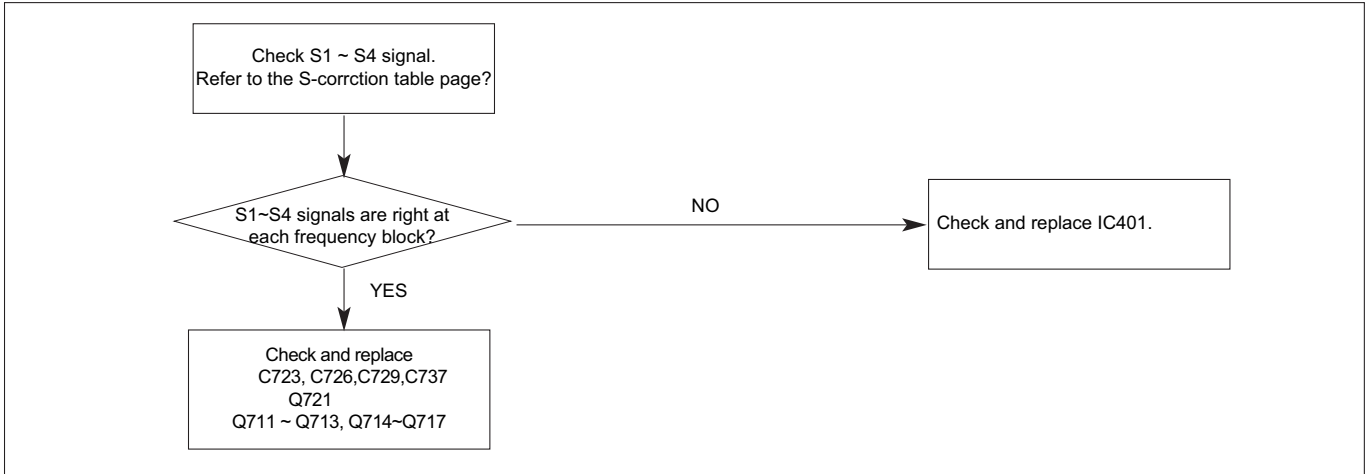 Check S1 ~ S4 signal.
Refer to the S-corrction table page?
S1~S4 signals are right at
each frequency block?
NO
Check and replace IC401.
YES
Check and replace
C723, C726,C729,C737
Q721
Q711 ~ Q713, Q714~Q717